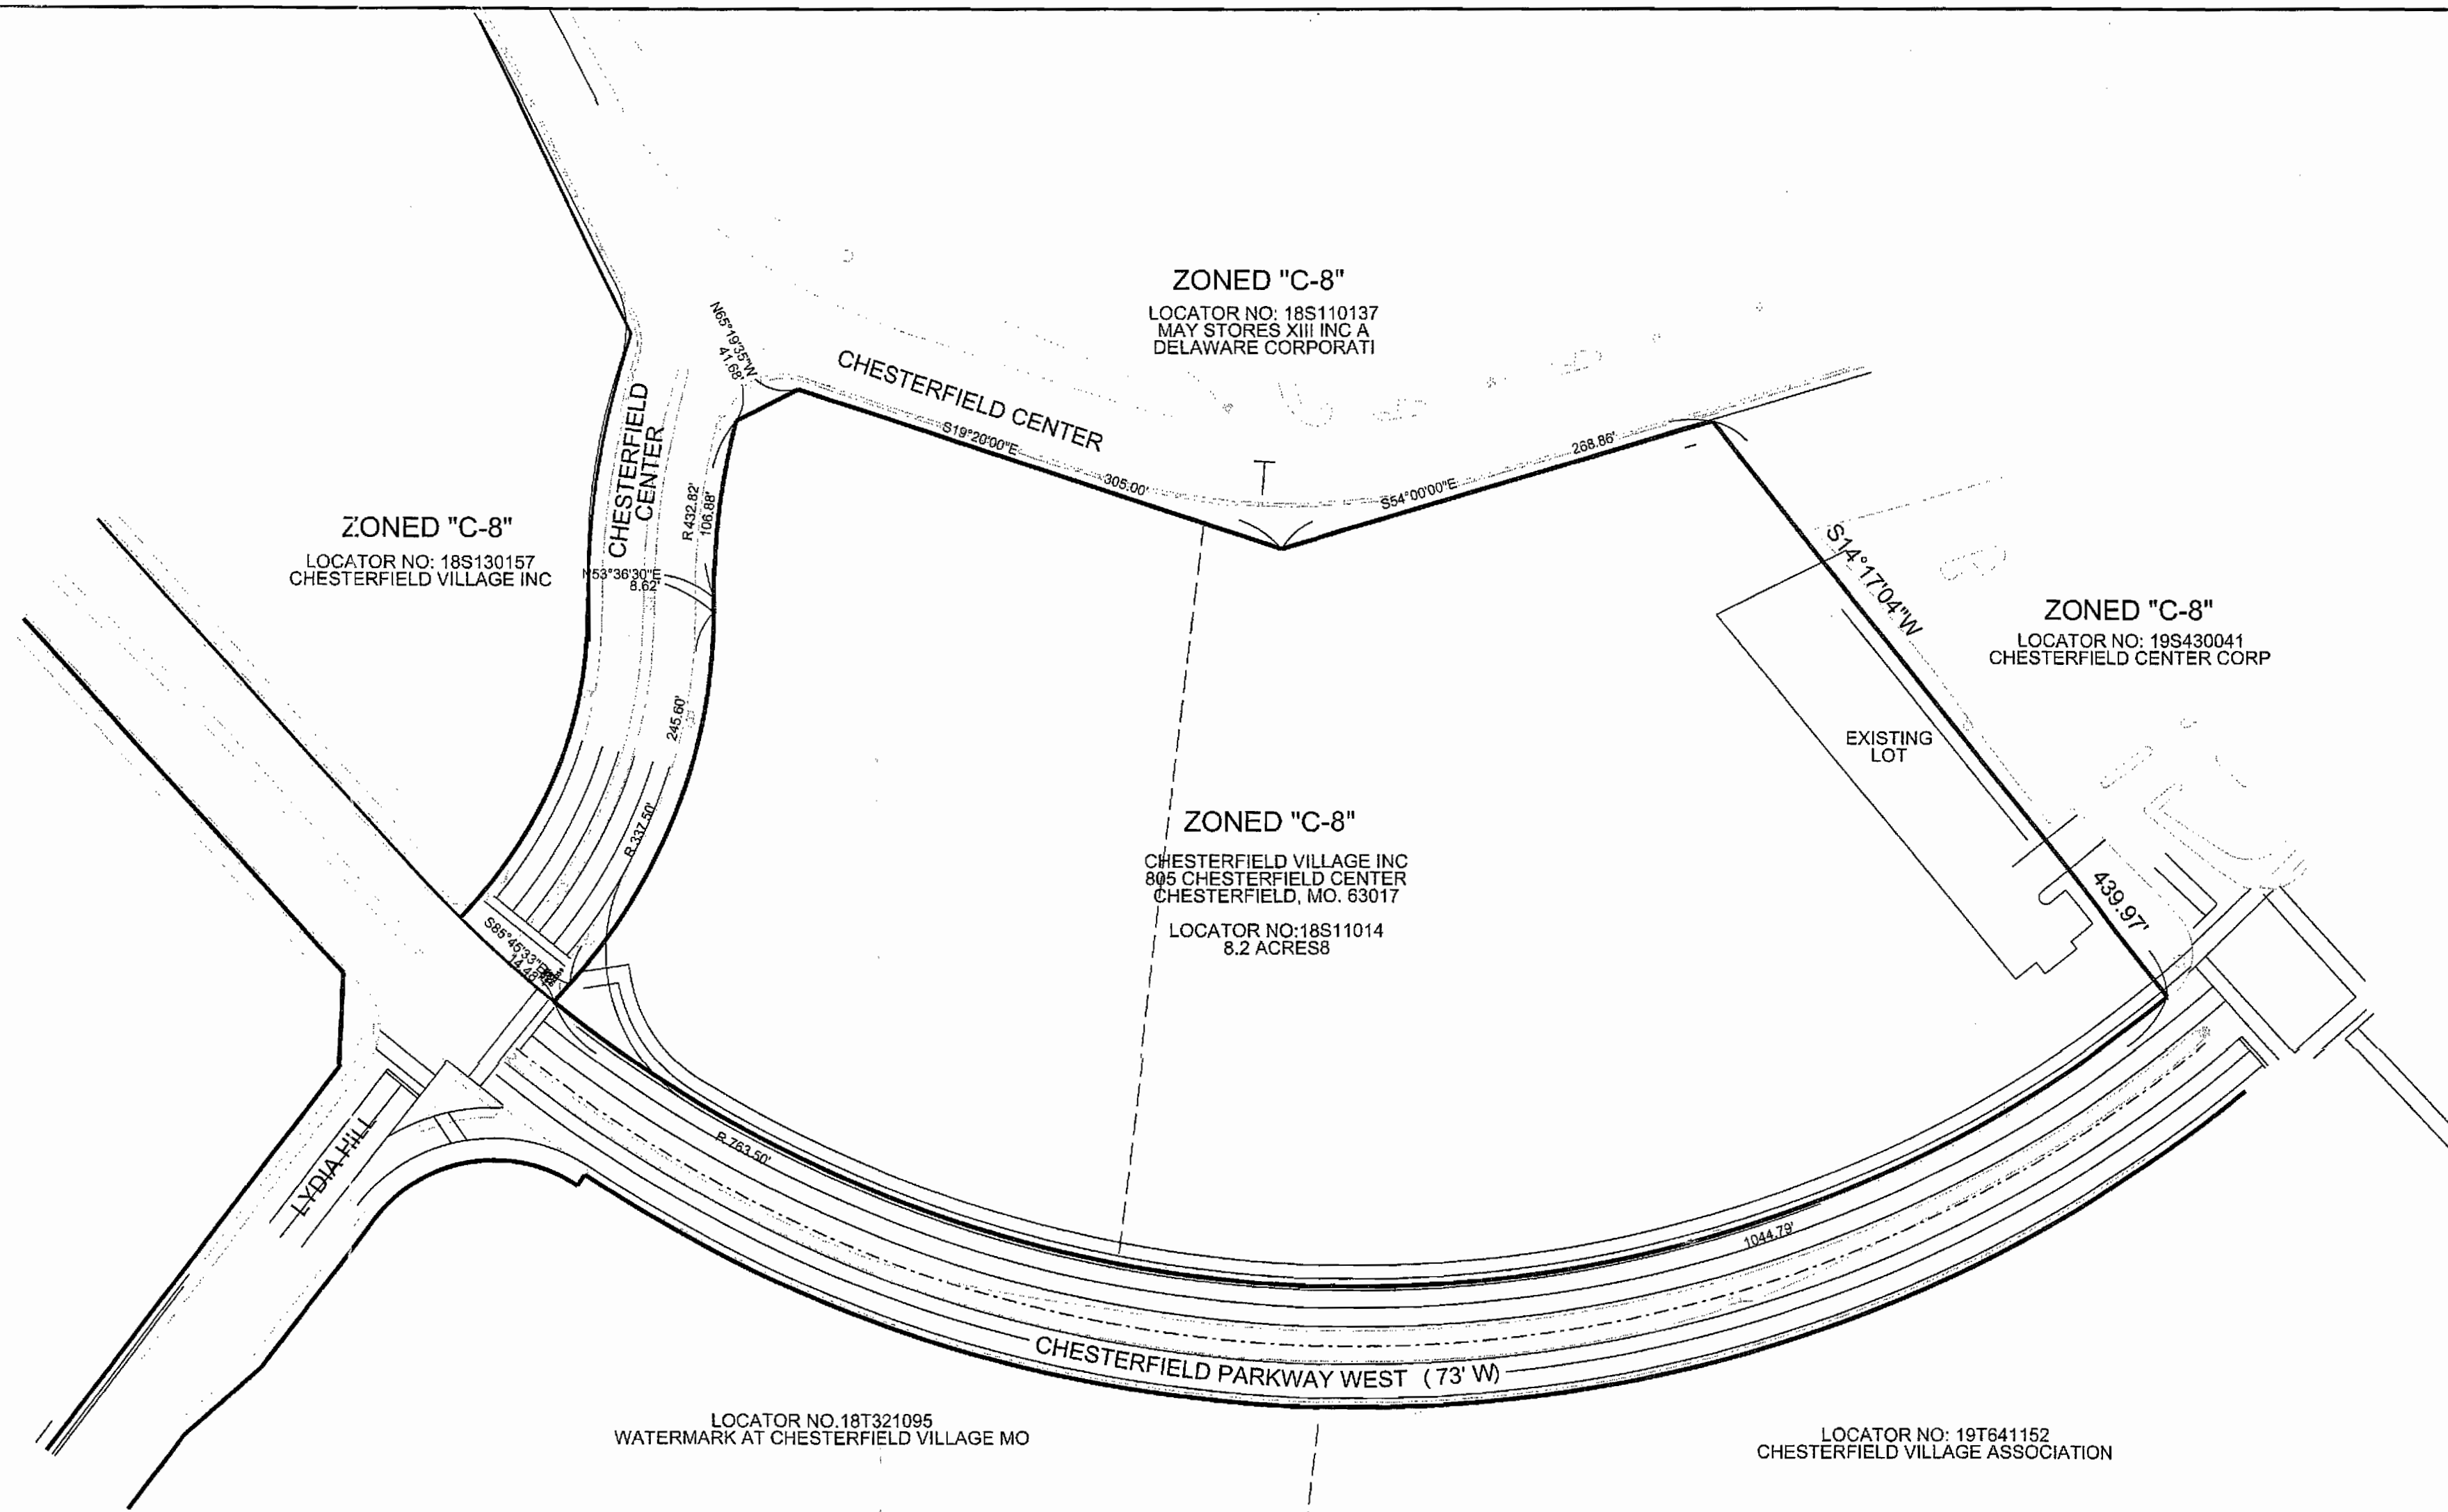 ZONED "C-8"
LOCATOR NO: 18S110137
MAY STORES XIII INC A
DELAWARE CORPORATI
N65°19'35"W
41.68'
CHESTERFIELD CENTER
S19°20'00"E
305.00'
S54°00'00"E
268.86'
CHESTERFIELD
CENTER
R.432.82'
106.88'
ZONED "C-8"
LOCATOR NO: 18S130157
CHESTERFIELD VILLAGE INC
N53°36'30"E
8.62'
S14°17'04"W
439.97'
ZONED "C-8"
LOCATOR NO: 19S430041
CHESTERFIELD CENTER CORP
EXISTING
LOT
245.60'
R.337.50'
ZONED "C-8"
CHESTERFIELD VILLAGE INC
805 CHESTERFIELD CENTER
CHESTERFIELD, MO. 63017
LOCATOR NO:18S11014
8.2 ACRES8
S85°45'33"E
14.48'
LYDIA HILL
R.763.50'
1044.79'
CHESTERFIELD PARKWAY WEST ( 73' W)
LOCATOR NO.18T321095
WATERMARK AT CHESTERFIELD VILLAGE MO
LOCATOR NO: 19T641152
CHESTERFIELD VILLAGE ASSOCIATION